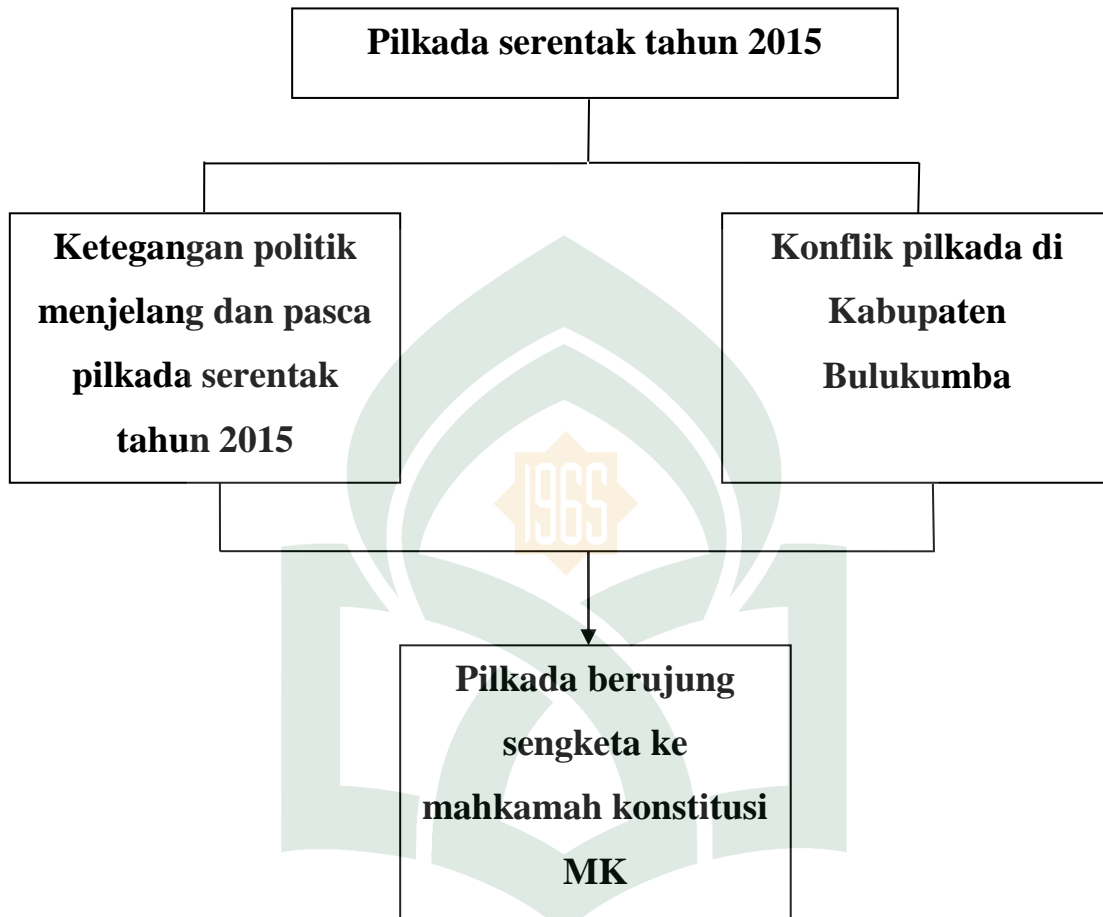 Pilkada serentak tahun 2015
Ketegangan politik
menjelang dan pasca
pilkada serentak
tahun 2015
Konflik pilkada di
Kabupaten
Bulukumba
1965
Pilkada berujung
sengketa ke
mahkamah konstitusi
MK